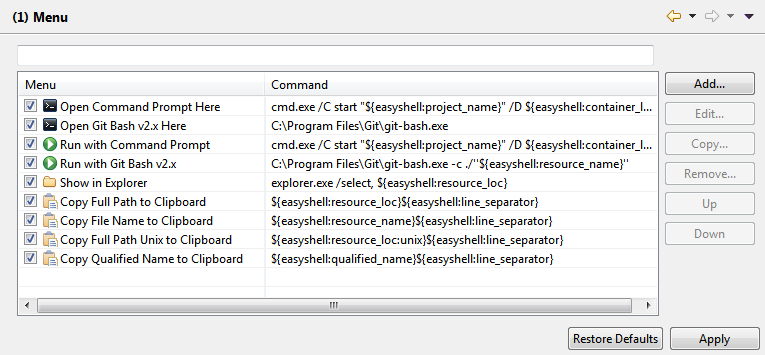 (1) Menu
Menu Command
Open Command Prompt Here cmd.exe /C start "${easyshell:project_name}" /D ${easyshell:container_l...
Open Git Bash v2.x Here C:\Program Files\Git\git-bash.exe
Run with Command Prompt cmd.exe /C start "${easyshell:project_name}" /D ${easyshell:container_l...
Run with Git Bash v2.x C:\Program Files\Git\git-bash.exe -c ./''${easyshell:resource_name}''
Show in Explorer explorer.exe /select, ${easyshell:resource_loc}
Copy Full Path to Clipboard ${easyshell:resource_loc}${easyshell:line_separator}
Copy File Name to Clipboard ${easyshell:resource_name}${easyshell:line_separator}
Copy Full Path Unix to Clipboard ${easyshell:resource_loc:unix}${easyshell:line_separator}
Copy Qualified Name to Clipboard ${easyshell:qualified_name}${easyshell:line_separator}
Add...
Edit...
Copy...
Remove...
Up
Down
Restore Defaults Apply